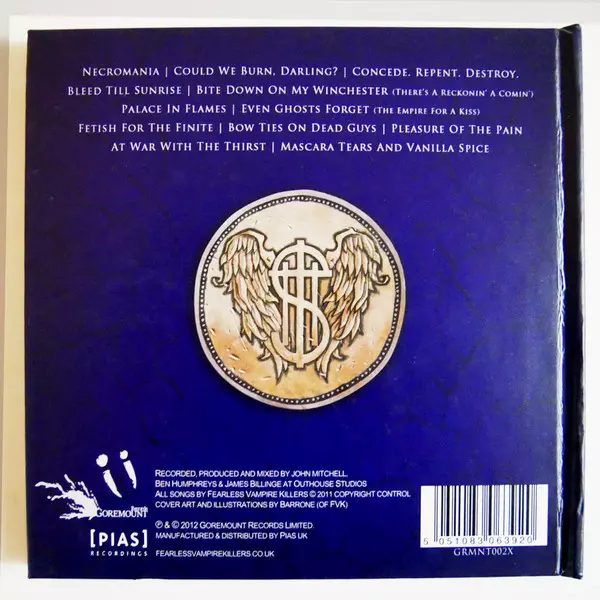 NECROMANIA | COULD WE BURN, DARLING? | CONCEDE. REPENT. DESTROY.
BLEED TILL SUNRISE | BITE DOWN ON MY WINCHESTER (THERE'S A RECKONIN' A COMIN')
PALACE IN FLAMES | EVEN GHOSTS FORGET (THE EMPIRE FOR A KISS)
FETISH FOR THE FINITE | BOW TIES ON DEAD GUYS | PLEASURE OF THE PAIN
AT WAR WITH THE THIRST | MASCARA TEARS AND VANILLA SPICE
RECORDED, PRODUCED AND MIXED BY JOHN MITCHELL.
BEN HUMPHREYS & JAMES BILLINGE AT OUTHOUSE STUDIOS
ALL SONGS BY FEARLESS VAMPIRE KILLERS © 2011 COPYRIGHT CONTROL
COVER ART AND ILLUSTRATIONS BY BARRONE (OF FVK)
GOREMOUNT
[PIAS]
RECORDINGS
℗ & © 2012 GOREMOUNT RECORDS LIMITED.
MANUFACTURED & DISTRIBUTED BY PIAS UK
FEARLESSVAMPIREKILLERS.CO.UK
5 051083 063920
GRMNT002X